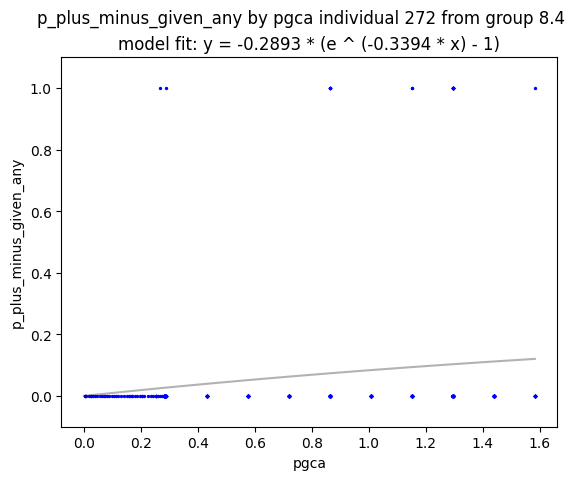 p_plus_minus_given_any by pgca individual 272 from group 8.4
model fit: y = -0.2893 * (e ^ (-0.3394 * x) - 1)
1.0
0.8
0.6
0.4
0.2
0.0
p_plus_minus_given_any
0.0 0.2 0.4 0.6 0.8 1.0 1.2 1.4 1.6
pgca